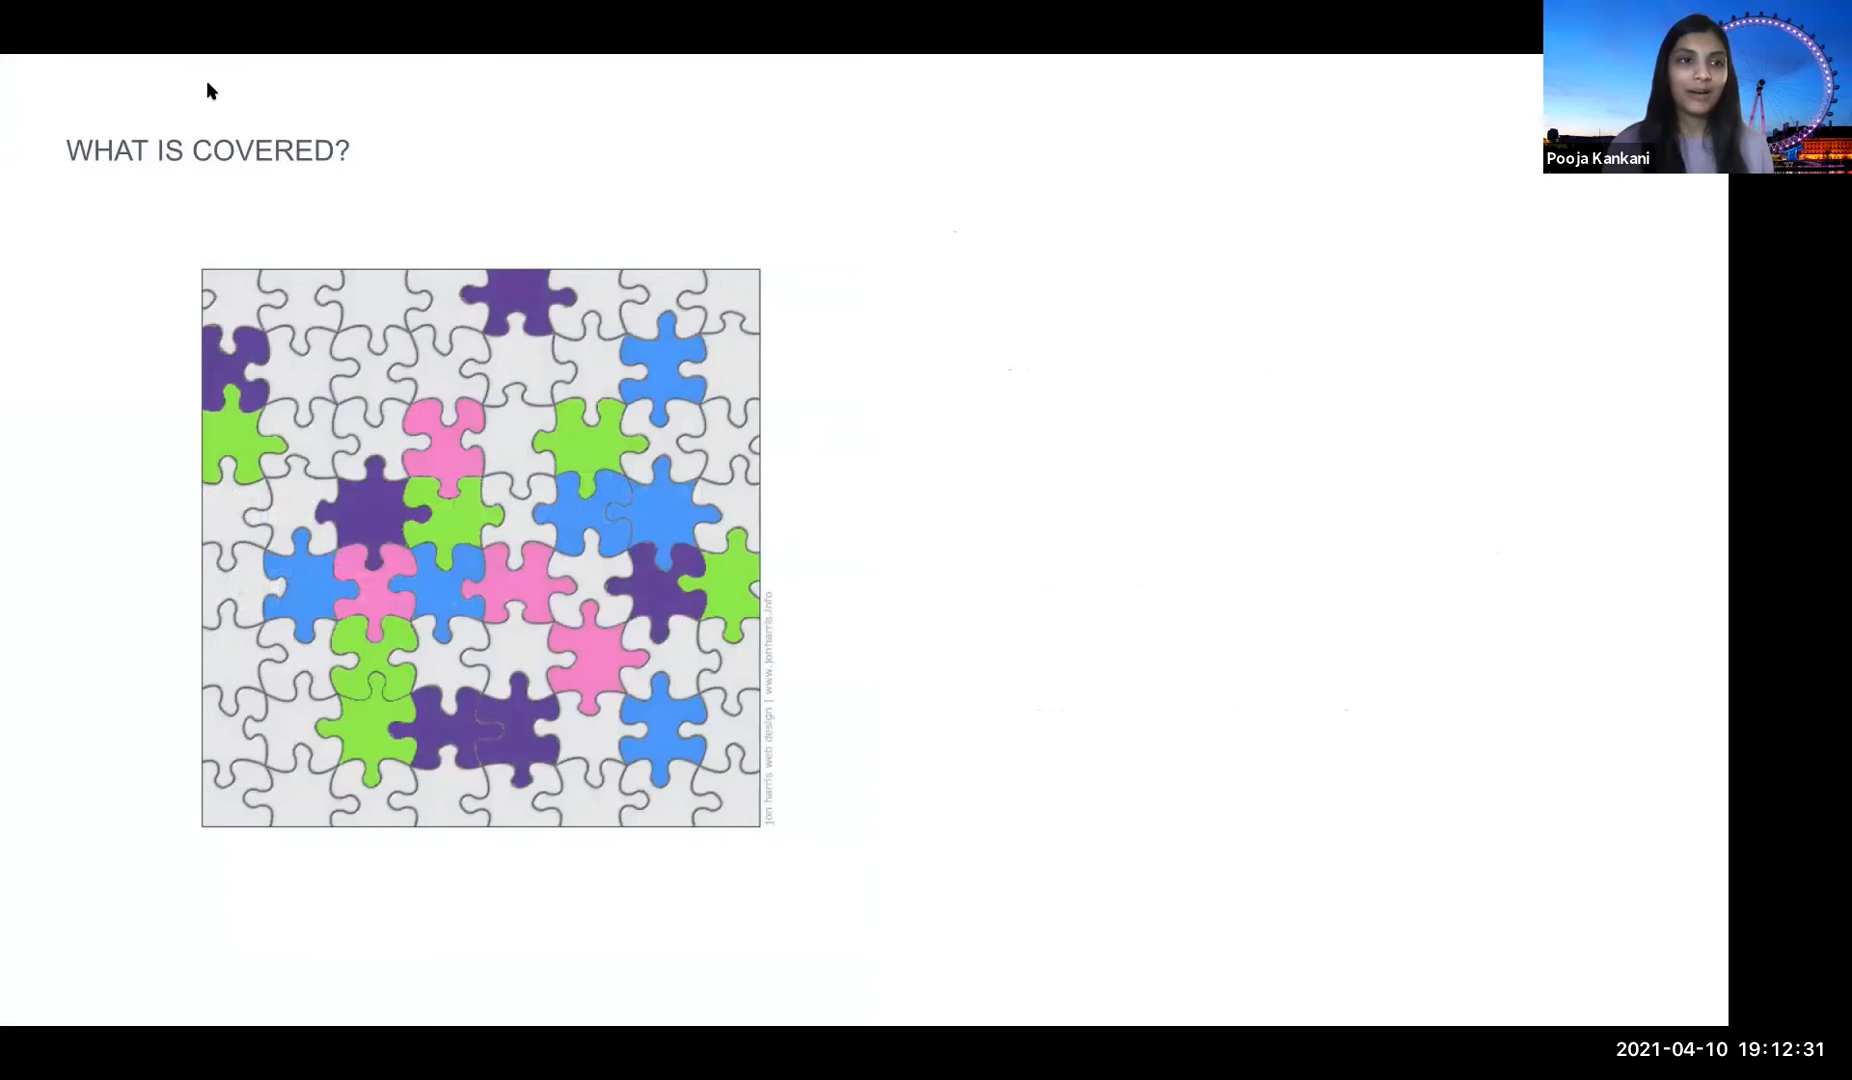 WHAT IS COVERED?
Pooja Kankani
jon harris web design | www.jonharris.info
2021-04-10 19:12:31